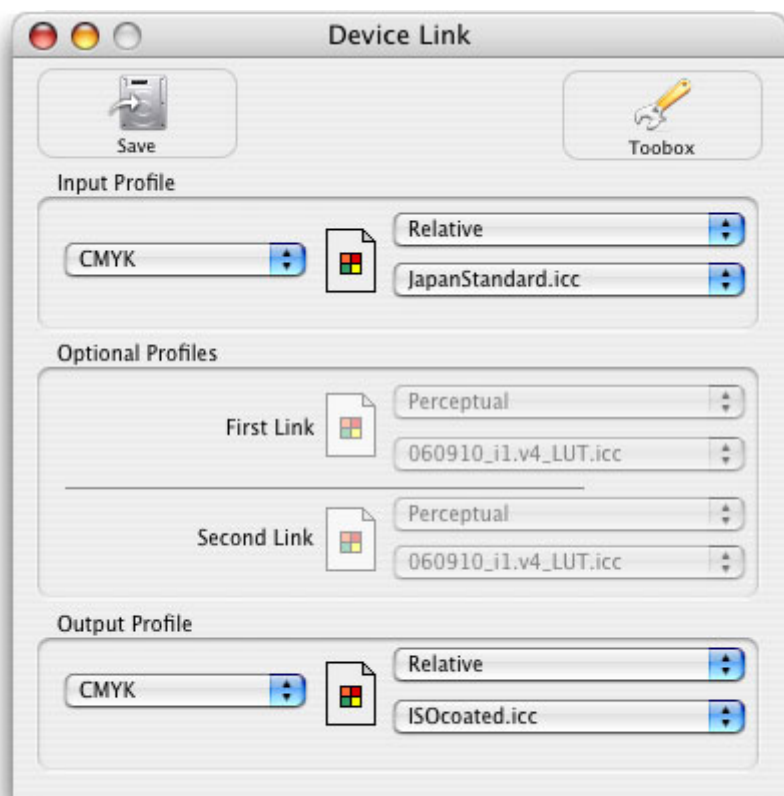 Device Link
Save
Toobox
Input Profile
CMYK
Relative
JapanStandard.icc
Optional Profiles
First Link
Perceptual
060910_i1.v4_LUT.icc
Second Link
Perceptual
060910_i1.v4_LUT.icc
Output Profile
CMYK
Relative
ISOcoated.icc